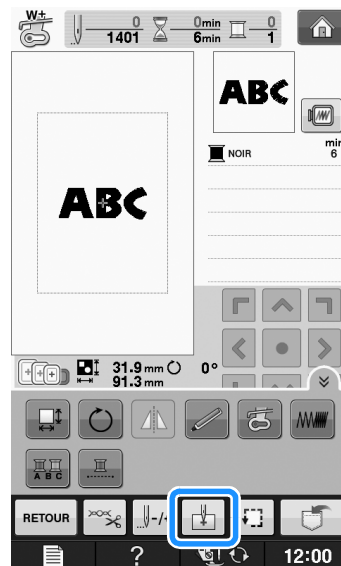 W+
0 0min 0
1401 6min 1
ABC
min
NOIR 6
ABC
31.9 mm 0°
91.3 mm
A B C
RETOUR -/+
? 12:00